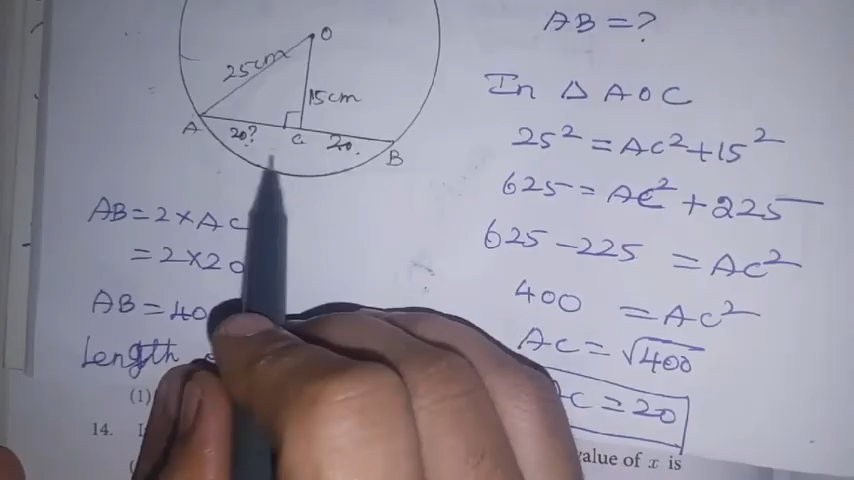 O
25cm
15cm
A
20?
C
20.
B
AB = 2 × AC
= 2 × 20
AB = 40
Length
(1)
14.
AB = ?
In △ AOC
25² = AC² + 15²
625 = AC² + 225
625 - 225 = AC²
400 = AC²
AC = √400
C = 20
value of x is